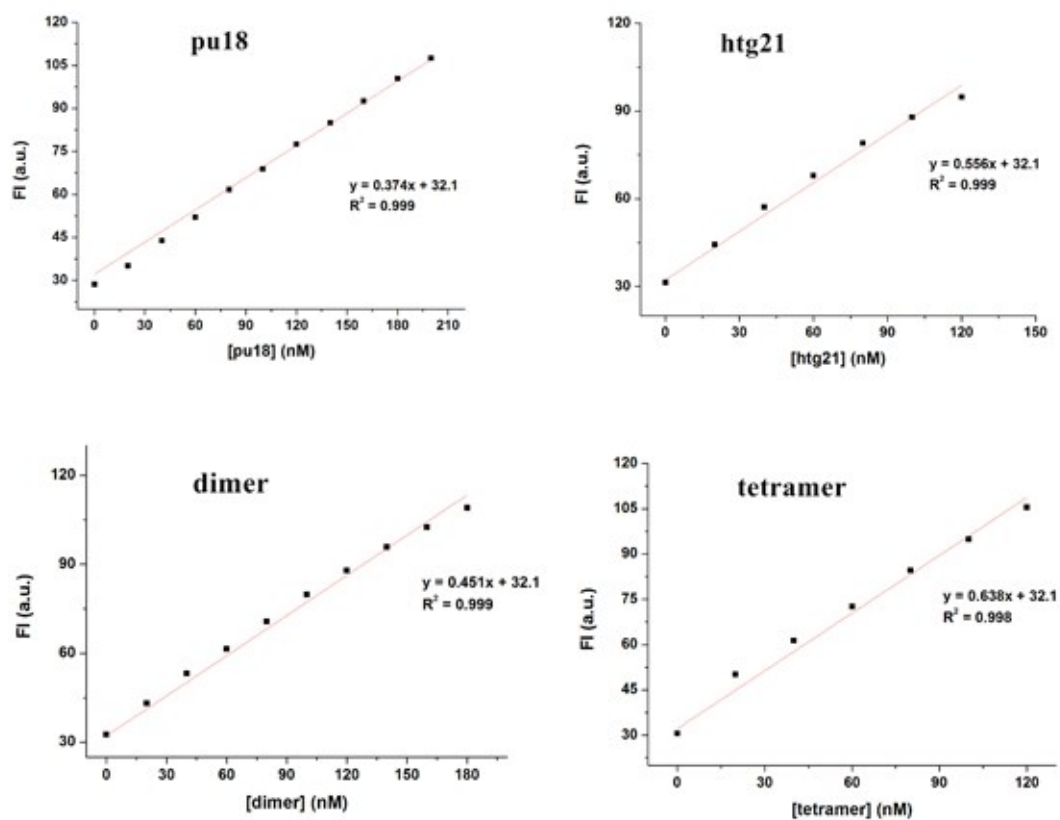 pu18
FI (a.u.)
120
105
90
75
60
45
30
y = 0.374x + 32.1
R² = 0.999
0 30 60 90 120 150 180 210
[pu18] (nM)
htg21
FI (a.u.)
120
90
60
30
y = 0.556x + 32.1
R² = 0.999
0 30 60 90 120 150
[htg21] (nM)
dimer
FI (a.u.)
120
90
60
30
y = 0.451x + 32.1
R² = 0.999
0 30 60 90 120 150 180
[dimer] (nM)
tetramer
FI (a.u.)
120
105
90
75
60
45
30
y = 0.638x + 32.1
R² = 0.998
0 30 60 90 120
[tetramer] (nM)